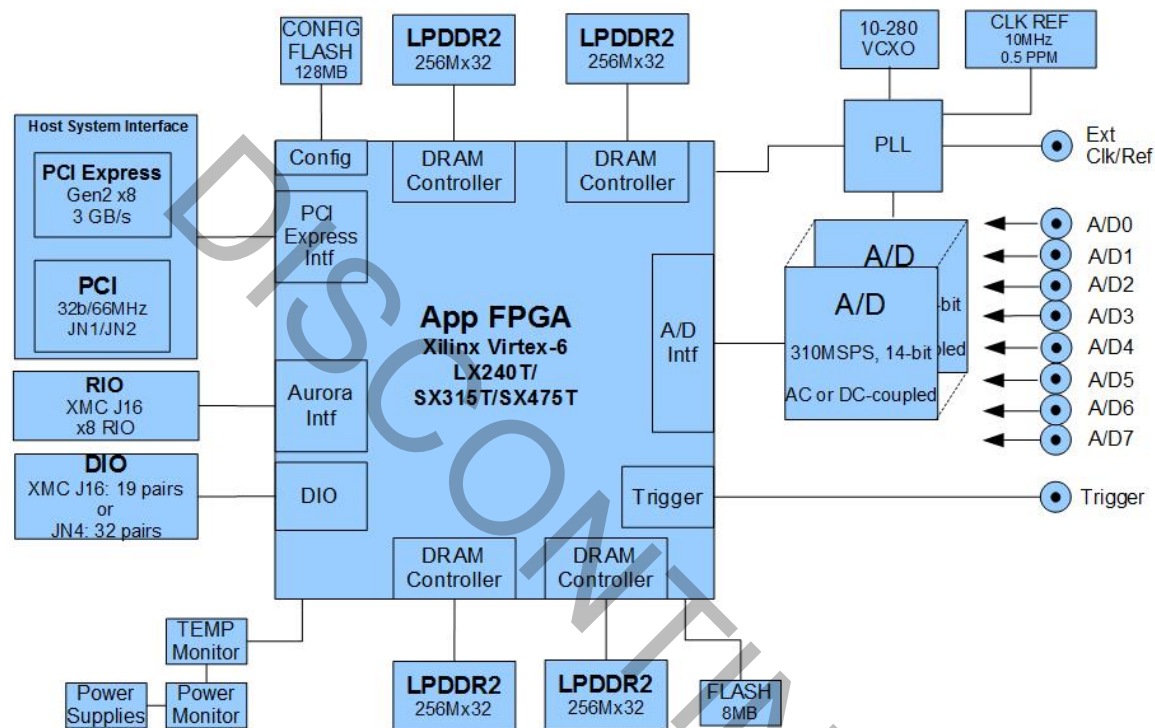 CONFIG
FLASH
128MB
LPDDR2
256Mx32
LPDDR2
256Mx32
10-280
VCXO
CLK REF
10MHz
0.5 PPM
Host System Interface
PCI Express
Gen2 x8
3 GB/s
PCI
32b/66MHz
JN1/JN2
Config
DRAM
Controller
DRAM
Controller
PLL
Ext
Clk/Ref
PCI
Express
Intf
A/D0
A/D1
A/D2
A/D3
A/D4
A/D5
A/D6
A/D7
A/D
-bit
pled
A/D
310MSPS, 14-bit
AC or DC-coupled
App FPGA
Xilinx Virtex-6
LX240T/
SX315T/SX475T
A/D
Intf
RIO
XMC J16
x8 RIO
Aurora
Intf
DIO
XMC J16: 19 pairs
or
JN4: 32 pairs
DIO
Trigger
Trigger
DRAM
Controller
DRAM
Controller
TEMP
Monitor
Power
Supplies
Power
Monitor
LPDDR2
256Mx32
LPDDR2
256Mx32
FLASH
8MB
DISCONTIN